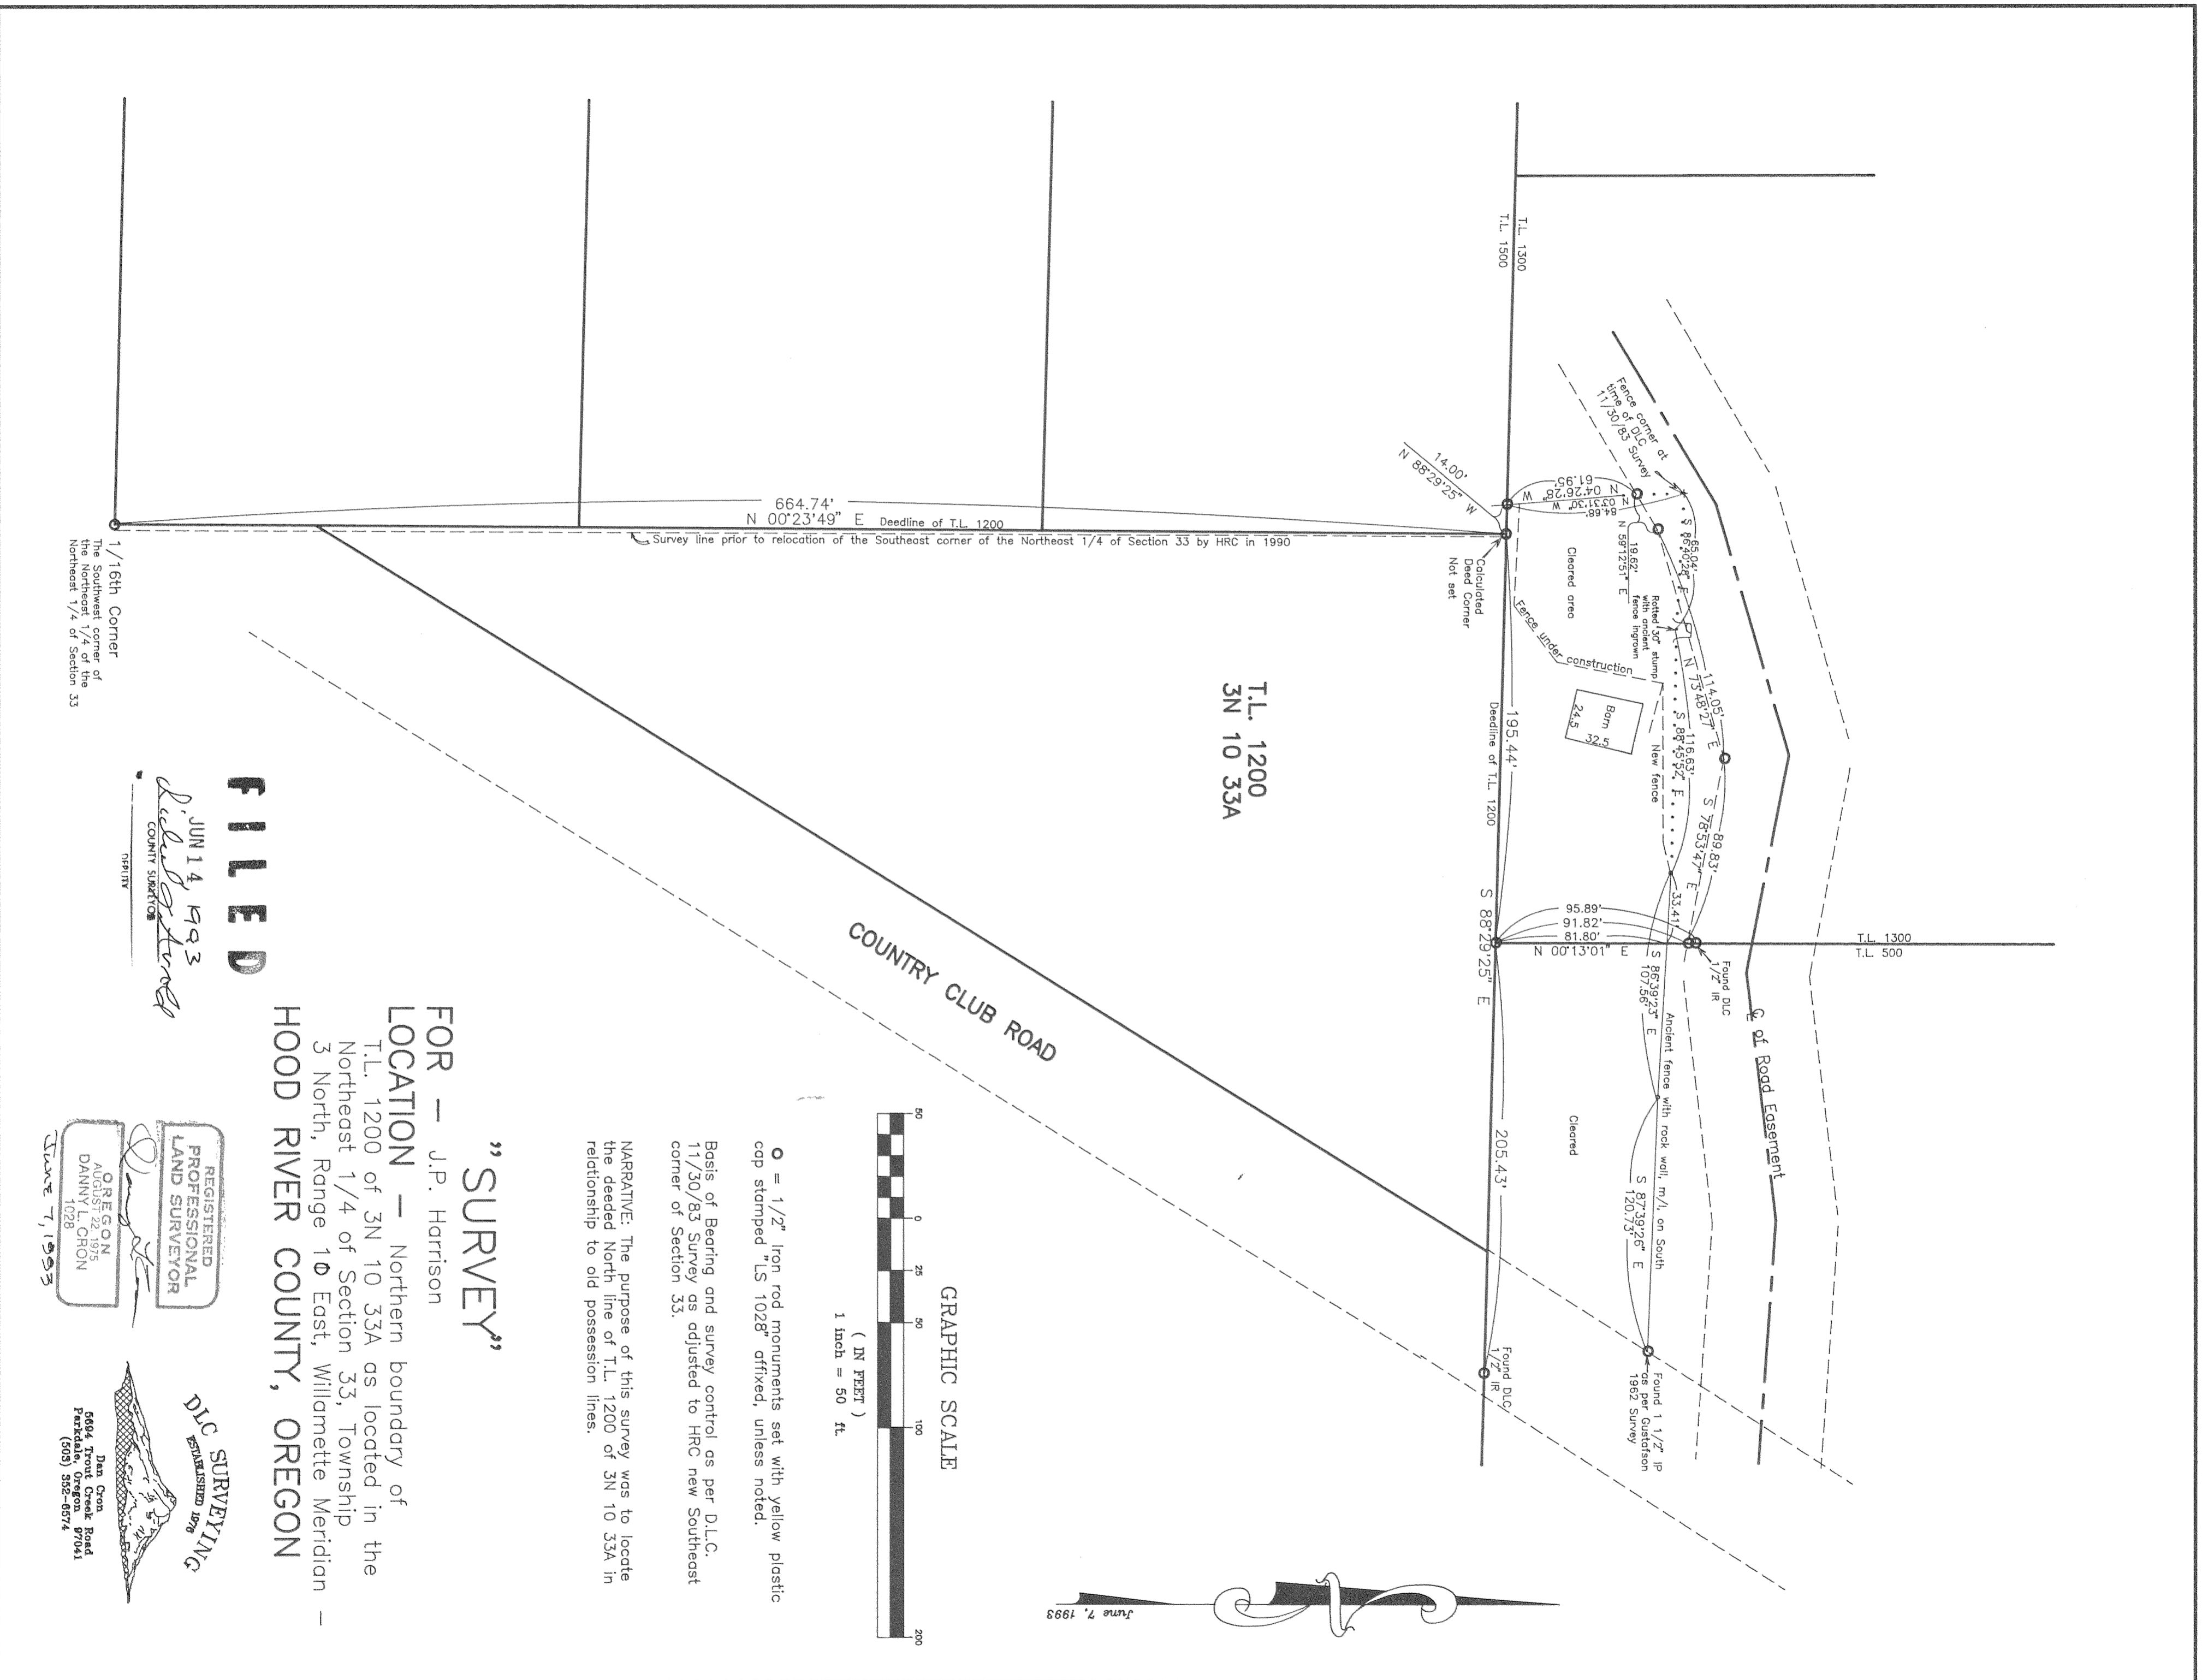 T.L. 1300
T.L. 1500
Fence corner at
time of DLC
11/30/83 Survey
61.95'
N 04°26'28" W
N 03°31'30" W
84.68'
14.00'
N 88°29'25" W
S 86°40'28" E
65.04'
19.62'
N 59°12'51" E
Rotted 30" stump
with ancient
fence ingrown
Cleared area
Fence under construction
Calculated
Deed Corner
Not set
Barn
24.5
32.5
New fence
114.05'
N 73°48'27" E
116.63'
S 88°45'52" E
89.83'
S 78°53'47" E
33.41'
195.44'
Deedline of T.L. 1200
S 88°29'25" E
95.89'
91.82'
81.80'
N 00°13'01" E
T.L. 1300
T.L. 500
Found DLC
1/2" IR
℄ of Road Easement
S 86°39'23" E
107.56'
Ancient fence with rock wall, m/l, on South
Cleared
S 87°39'26" E
120.73'
205.43'
Found DLC
1/2" IR
Found 1 1/2" IP
as per Gustafson
1962 Survey
664.74'
N 00°23'49" E
Deedline of T.L. 1200
Survey line prior to relocation of the Southeast corner of the Northeast 1/4 of Section 33 by HRC in 1990
1/16th Corner
The Southwest corner of
the Northeast 1/4 of the
Northeast 1/4 of Section 33
T.L. 1200
3N 10 33A
COUNTRY CLUB ROAD
June 7, 1993
GRAPHIC SCALE
50 0 25 50 100 200
( IN FEET )
1 inch = 50 ft.
O = 1/2" Iron rod monuments set with yellow plastic
cap stamped "LS 1028" affixed, unless noted.
Basis of Bearing and survey control as per D.L.C.
11/30/83 Survey as adjusted to HRC new Southeast
corner of Section 33.
NARRATIVE: The purpose of this survey was to locate
the deeded North line of T.L. 1200 of 3N 10 33A in
relationship to old possession lines.
"SURVEY"
FOR – J.P. Harrison
LOCATION – Northern boundary of
T.L. 1200 of 3N 10 33A as located in the
Northeast 1/4 of Section 33, Township
3 North, Range 10 East, Willamette Meridian –
HOOD RIVER COUNTY, OREGON
FILED
JUN 14, 1993
COUNTY SURVEYOR
DEPUTY
REGISTERED
PROFESSIONAL
LAND SURVEYOR
OREGON
AUGUST 22, 1975
DANNY L. CRON
1028
June 7, 1993
DLC SURVEYING
ESTABLISHED 1976
Dan Cron
5694 Trout Creek Road
Parkdale, Oregon 97041
(503) 352-6574